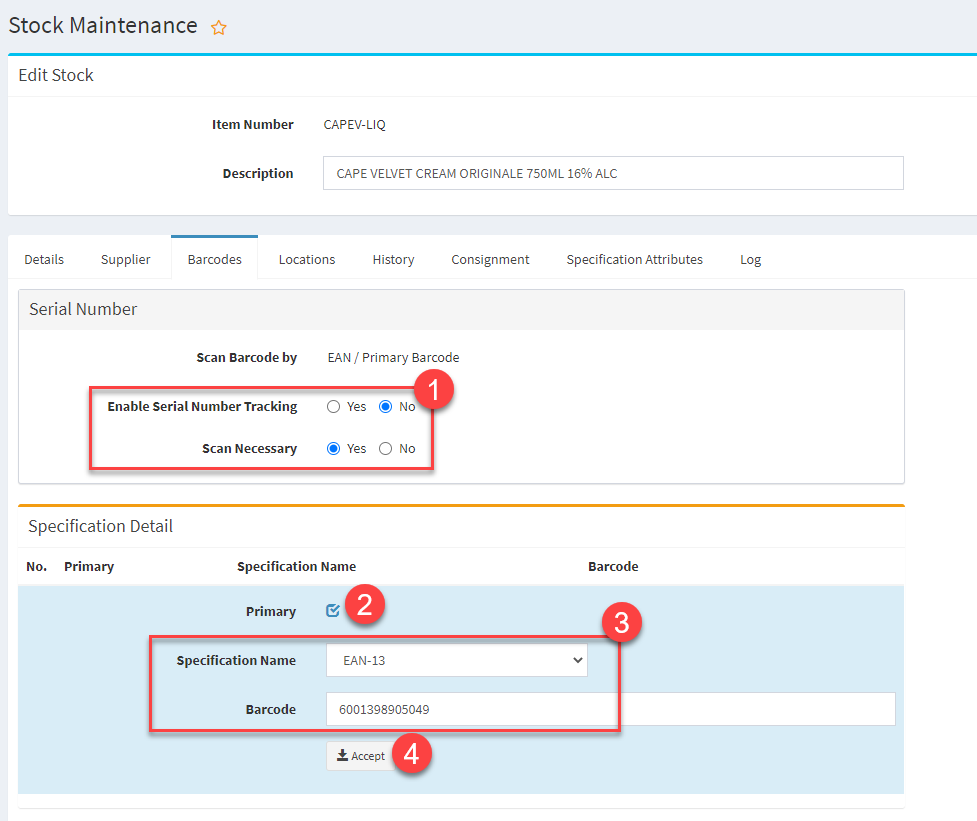 Stock Maintenance
Edit Stock
Item Number CAPEV-LIQ
Description CAPE VELVET CREAM ORIGINALE 750ML 16% ALC
Details Supplier Barcodes Locations History Consignment Specification Attributes Log
Serial Number
Scan Barcode by EAN / Primary Barcode
1
Enable Serial Number Tracking Yes No
Scan Necessary Yes No
Specification Detail
No. Primary Specification Name Barcode
Primary 2
3
Specification Name EAN-13
Barcode 6001398905049
Accept 4